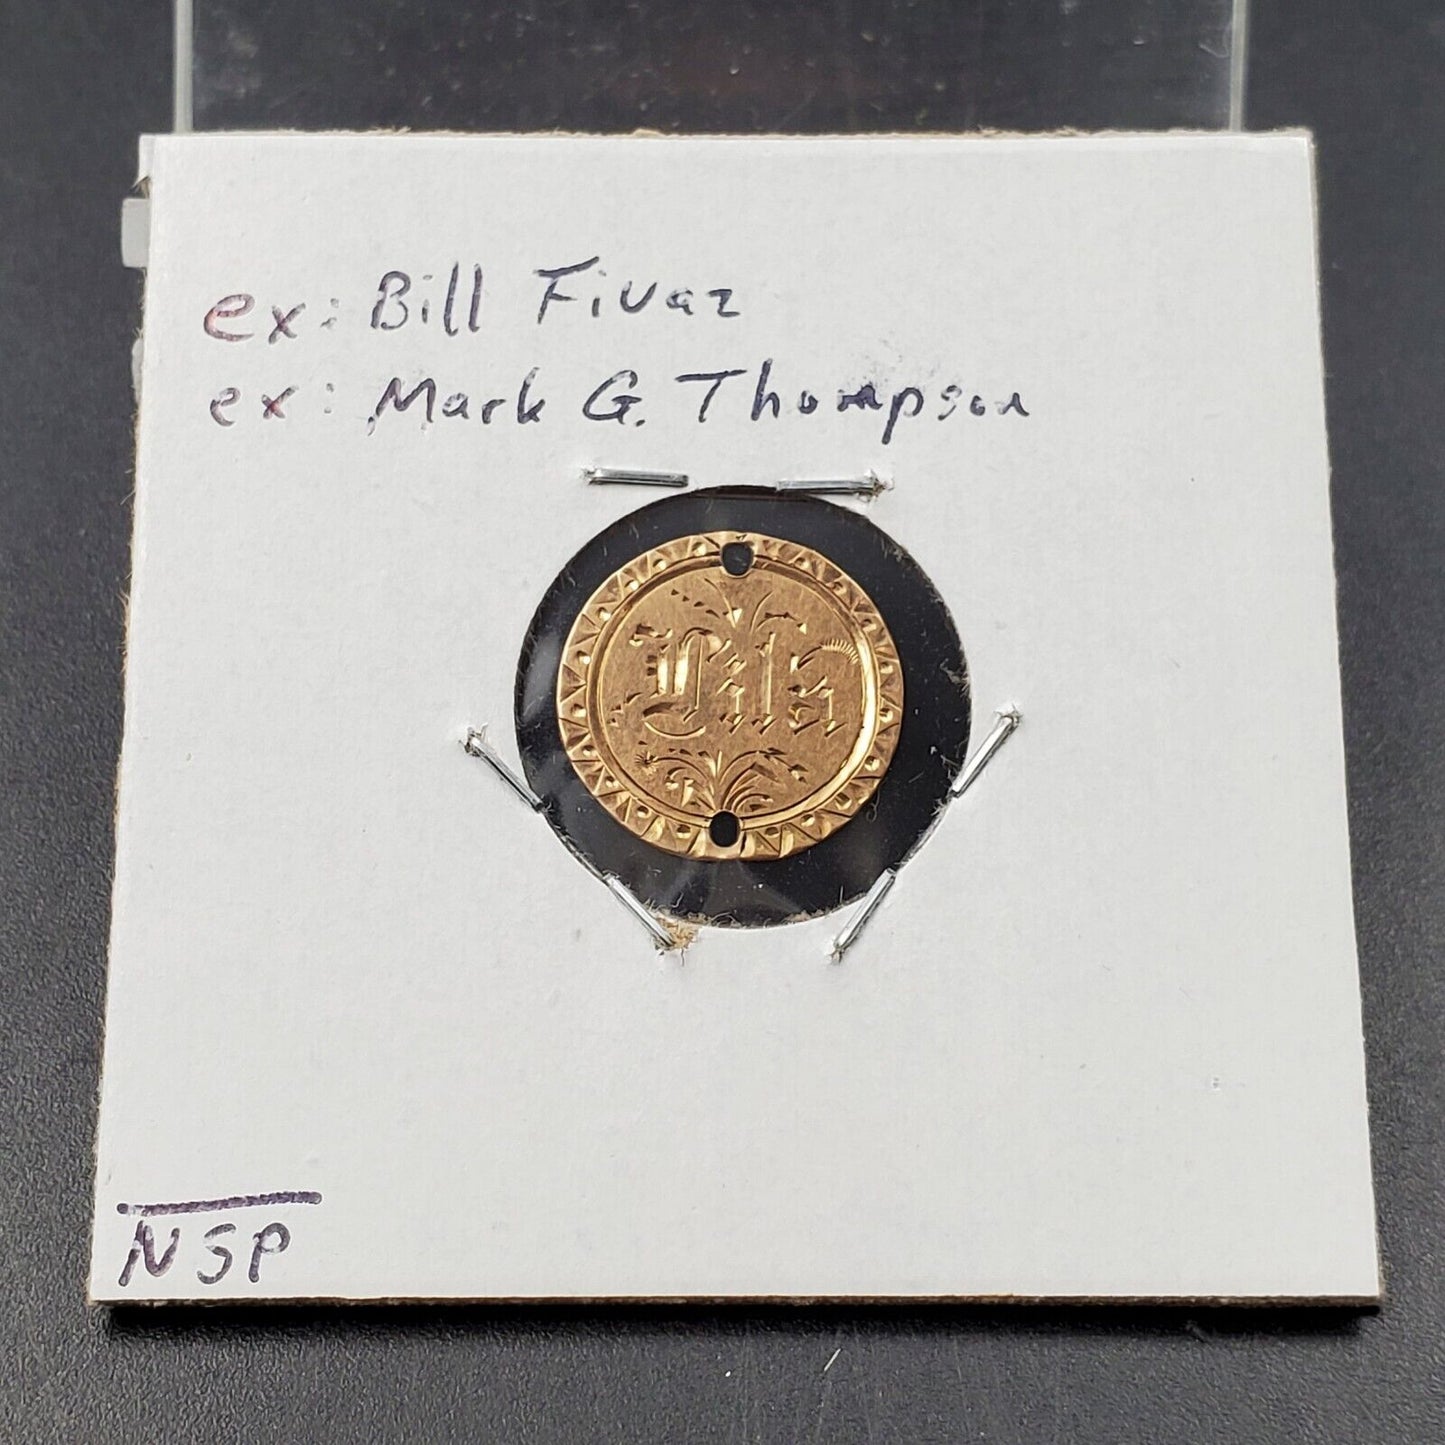 ex: Bill Fivaz
ex: Mark G. Thompson
NSP